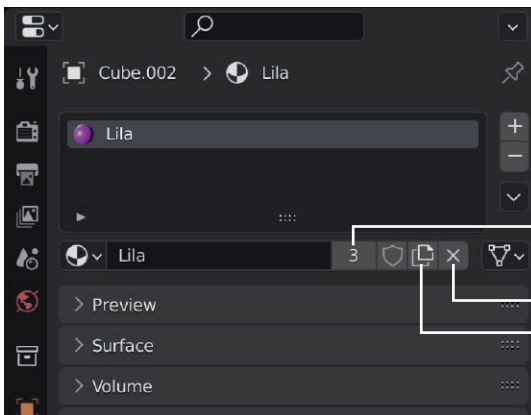 Cube.002 > Lila
Lila
Lila 3
> Preview
> Surface
> Volume